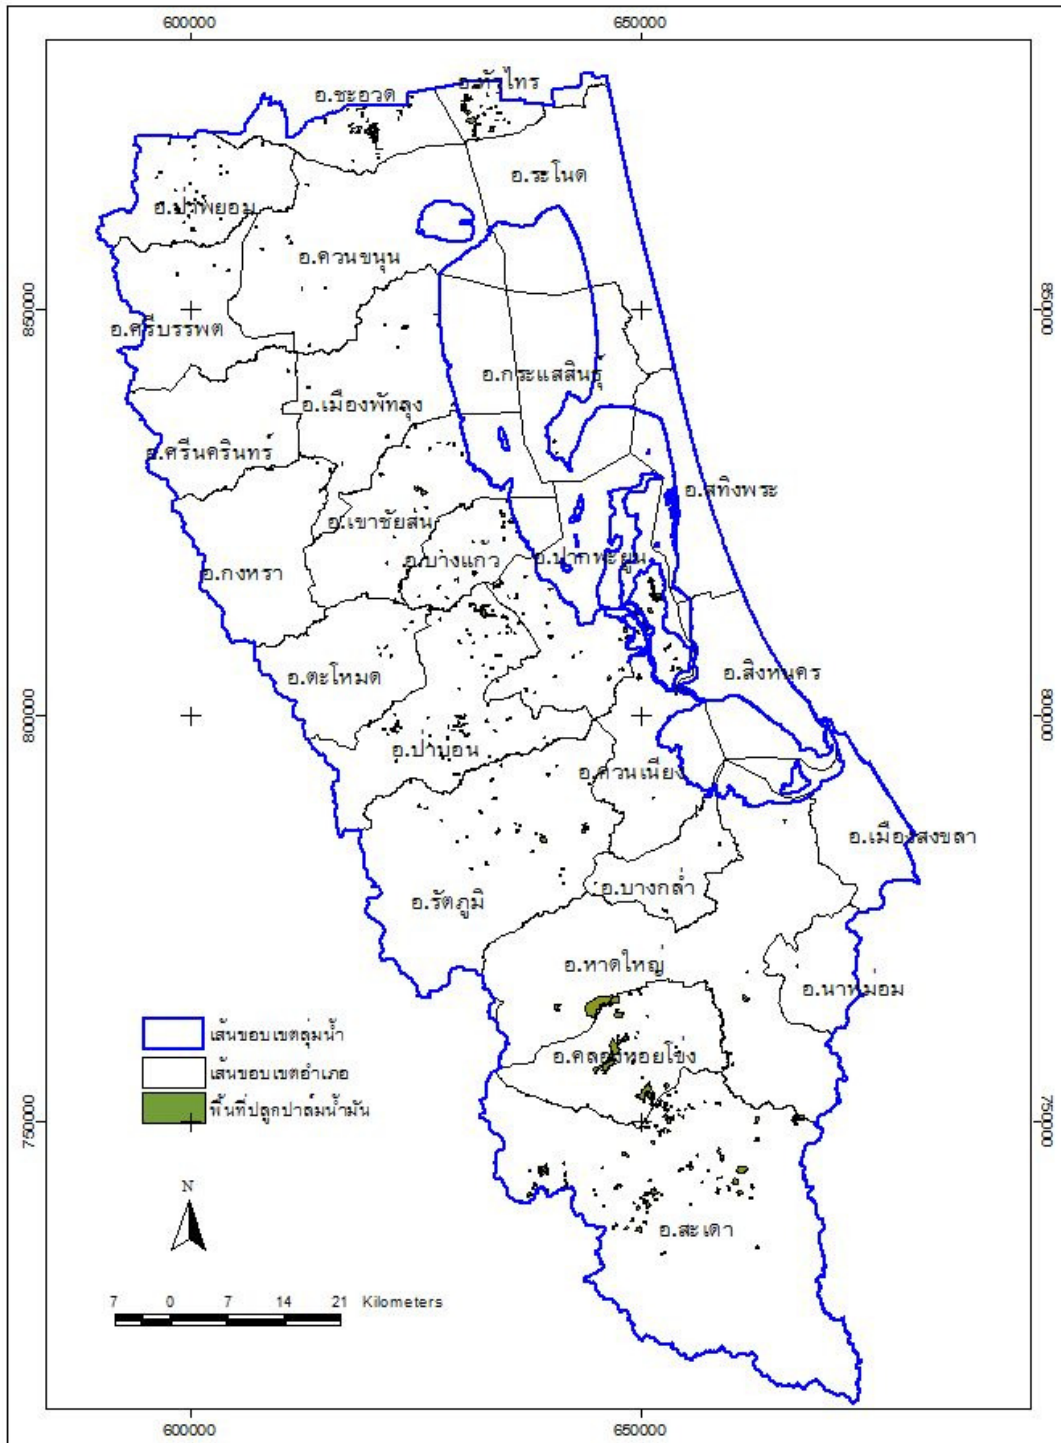 600000 650000
อ.ชะอวด
อ.หัวไทร
อ.ระโนด
อ.ป่าพยอม
อ.ควนขนุน
850000 850000
อ.ศรีบรรพต
อ.กระแสสินธุ์
อ.เมืองพัทลุง
อ.ศรีนครินทร์
อ.สทิงพระ
อ.เขาชัยสน
อ.บางแก้ว
อ.ปากพะยูน
อ.กงหรา
อ.ตะโหมด
อ.สิงหนคร
800000 800000
อ.ป่าบอน
อ.ควนเนียง
อ.เมืองสงขลา
อ.รัตภูมิ
อ.บางกล่ำ
อ.หาดใหญ่
อ.นาหม่อม
เส้นขอบเขตลุ่มน้ำ
อ.คลองหอยโข่ง
เส้นขอบเขตอำเภอ
พื้นที่ปลูกปาล์มน้ำมัน
750000 750000
N
อ.สะเดา
7 0 7 14 21 Kilometers
600000 650000